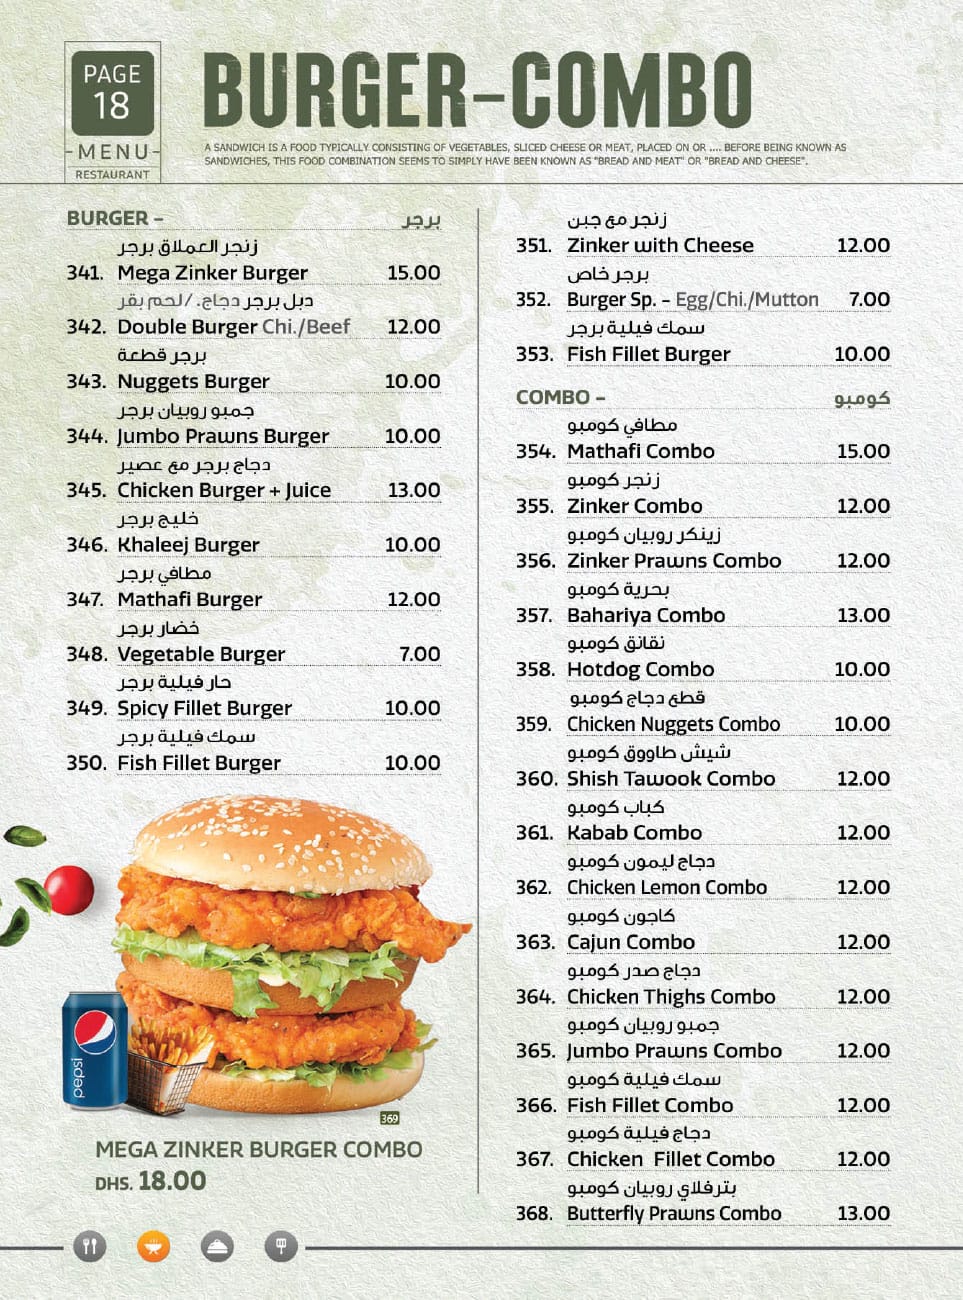 PAGE
18
MENU
RESTAURANT
BURGER-COMBO
A SANDWICH IS A FOOD TYPICALLY CONSISTING OF VEGETABLES, SLICED CHEESE OR MEAT, PLACED ON OR .... BEFORE BEING KNOWN AS
SANDWICHES, THIS FOOD COMBINATION SEEMS TO SIMPLY HAVE BEEN KNOWN AS "BREAD AND MEAT" OR "BREAD AND CHEESE".
BURGER - برجر
زنجر العملاق برجر
341. Mega Zinker Burger 15.00
دبل برجر دجاج. /لحم بقر
342. Double Burger Chi./Beef 12.00
برجر قطعة
343. Nuggets Burger 10.00
جمبو روبيان برجر
344. Jumbo Prawns Burger 10.00
دجاج برجر مع عصير
345. Chicken Burger + Juice 13.00
خليج برجر
346. Khaleej Burger 10.00
مطافي برجر
347. Mathafi Burger 12.00
خضار برجر
348. Vegetable Burger 7.00
حار فيلية برجر
349. Spicy Fillet Burger 10.00
سمك فيلية برجر
350. Fish Fillet Burger 10.00
pepsi
369
MEGA ZINKER BURGER COMBO
DHS. 18.00
زنجر مع جبن
351. Zinker with Cheese 12.00
برجر خاص
352. Burger Sp. - Egg/Chi./Mutton 7.00
سمك فيلية برجر
353. Fish Fillet Burger 10.00
COMBO - كومبو
مطافي كومبو
354. Mathafi Combo 15.00
زنجر كومبو
355. Zinker Combo 12.00
زينكر روبيان كومبو
356. Zinker Prawns Combo 12.00
بحرية كومبو
357. Bahariya Combo 13.00
نقانق كومبو
358. Hotdog Combo 10.00
قطع دجاج كومبو
359. Chicken Nuggets Combo 10.00
شيش طاووق كومبو
360. Shish Tawook Combo 12.00
كباب كومبو
361. Kabab Combo 12.00
دجاج ليمون كومبو
362. Chicken Lemon Combo 12.00
كاجون كومبو
363. Cajun Combo 12.00
دجاج صدر كومبو
364. Chicken Thighs Combo 12.00
جمبو روبيان كومبو
365. Jumbo Prawns Combo 12.00
سمك فيلية كومبو
366. Fish Fillet Combo 12.00
دجاج فيلية كومبو
367. Chicken Fillet Combo 12.00
بترفلاي روبيان كومبو
368. Butterfly Prawns Combo 13.00